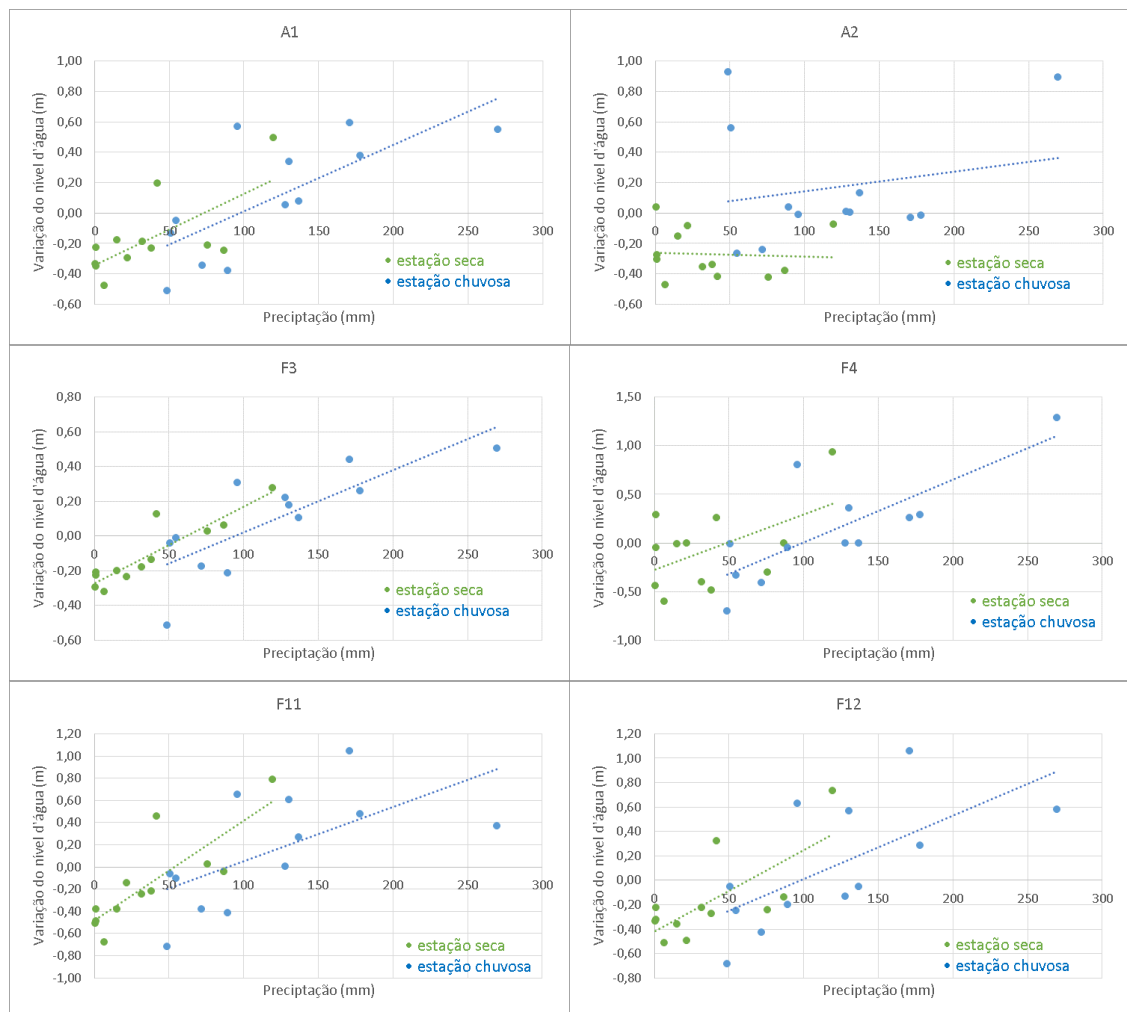 A1
1,00
0,80
0,60
0,40
0,20
0,00
-0,20
-0,40
-0,60
0 50 100 150 200 250 300
Variação do nivel d`água (m)
Preciptação (mm)
estação seca
estação chuvosa
A2
1,00
0,80
0,60
0,40
0,20
0,00
-0,20
-0,40
-0,60
0 50 100 150 200 250 300
Variação do nivel d`água (m)
Preciptação (mm)
estação seca
estação chuvosa
F3
0,80
0,60
0,40
0,20
0,00
-0,20
-0,40
-0,60
0 50 100 150 200 250 300
Variação do nivel d`água (m)
Preciptação (mm)
estação seca
estação chuvosa
F4
1,50
1,00
0,50
0,00
-0,50
-1,00
0 50 100 150 200 250 300
Variação do nivel d`água (m)
Preciptação (mm)
estação seca
estação chuvosa
F11
1,20
1,00
0,80
0,60
0,40
0,20
0,00
-0,20
-0,40
-0,60
-0,80
-1,00
0 50 100 150 200 250 300
Variação do nivel d`água (m)
Preciptação (mm)
estação seca
estação chuvosa
F12
1,20
1,00
0,80
0,60
0,40
0,20
0,00
-0,20
-0,40
-0,60
-0,80
0 50 100 150 200 250 300
Variação do nivel d`água (m)
Preciptação (mm)
estação seca
estação chuvosa